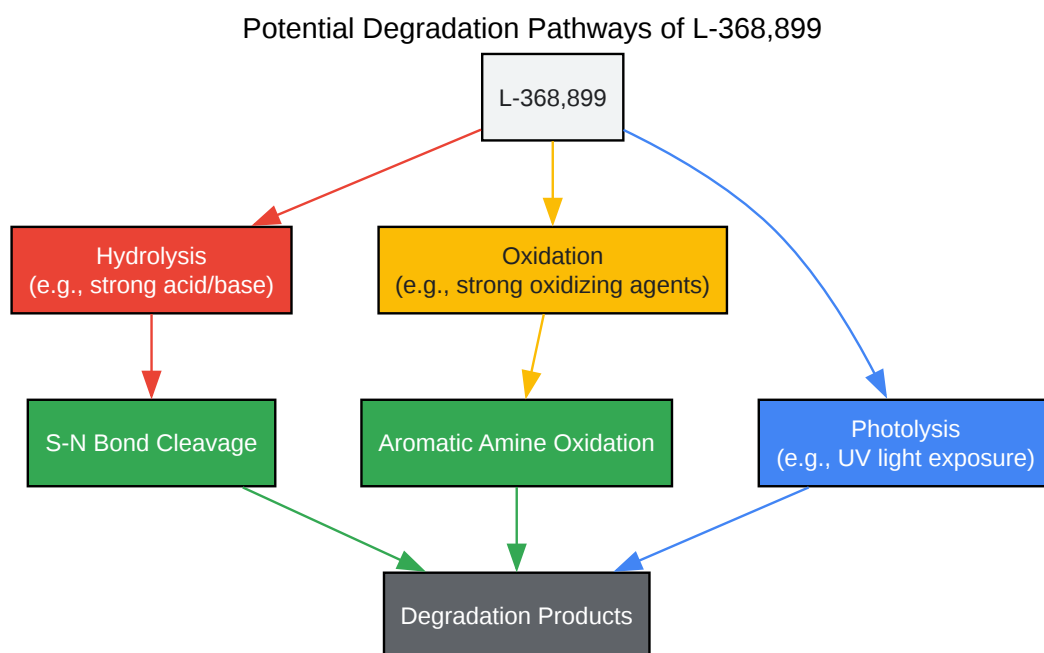 Potential Degradation Pathways of L-368,899
L-368,899
Hydrolysis
(e.g., strong acid/base)
Oxidation
(e.g., strong oxidizing agents)
S-N Bond Cleavage
Aromatic Amine Oxidation
Photolysis
(e.g., UV light exposure)
Degradation Products